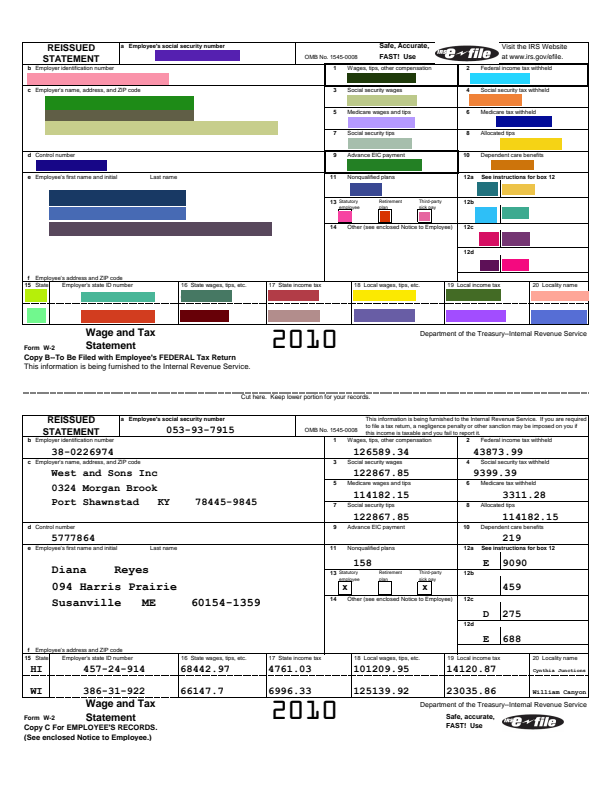 REISSUED STATEMENT
a Employee's social security number
OMB No. 1545-0008
Safe, Accurate, FAST! Use
IRS e-file
Visit the IRS Website at www.irs.gov/efile.
b Employer identification number
1 Wages, tips, other compensation
2 Federal income tax withheld
c Employer's name, address, and ZIP code
3 Social security wages
4 Social security tax withheld
5 Medicare wages and tips
6 Medicare tax withheld
7 Social security tips
8 Allocated tips
d Control number
9 Advance EIC payment
10 Dependent care benefits
e Employee's first name and initial Last name
11 Nonqualified plans
12a See instructions for box 12
13 Statutory employee Retirement plan Third-party sick pay
12b
14 Other (see enclosed Notice to Employee)
12c
12d
f Employee's address and ZIP code
15 State Employer's state ID number 16 State wages, tips, etc. 17 State income tax 18 Local wages, tips, etc. 19 Local income tax 20 Locality name
Wage and Tax Statement
2010
Department of the Treasury--Internal Revenue Service
Form W-2
Copy B--To Be Filed with Employee's FEDERAL Tax Return
This information is being furnished to the Internal Revenue Service.
Cut here. Keep lower portion for your records.
REISSUED STATEMENT
a Employee's social security number
053-93-7915
OMB No. 1545-0008
This information is being furnished to the Internal Revenue Service. If you are required to file a tax return, a negligence penalty or other sanction may be imposed on you if this income is taxable and you fail to report it.
b Employer identification number
38-0226974
1 Wages, tips, other compensation
126589.34
2 Federal income tax withheld
43873.99
c Employer's name, address, and ZIP code
West and Sons Inc
0324 Morgan Brook
Port Shawnstad KY 78445-9845
3 Social security wages
122867.85
4 Social security tax withheld
9399.39
5 Medicare wages and tips
114182.15
6 Medicare tax withheld
3311.28
7 Social security tips
122867.85
8 Allocated tips
114182.15
d Control number
5777864
9 Advance EIC payment
10 Dependent care benefits
219
e Employee's first name and initial Last name
Diana Reyes
094 Harris Prairie
Susanville ME 60154-1359
11 Nonqualified plans
158
12a See instructions for box 12
E 9090
13 Statutory employee Retirement plan Third-party sick pay
x x
12b
459
14 Other (see enclosed Notice to Employee)
12c
D 275
12d
E 688
f Employee's address and ZIP code
15 State Employer's state ID number 16 State wages, tips, etc. 17 State income tax 18 Local wages, tips, etc. 19 Local income tax 20 Locality name
HI 457-24-914 68442.97 4761.03 101209.95 14120.87 Cynthia Junctions
WI 386-31-922 66147.7 6996.33 125139.92 23035.86 William Canyon
Wage and Tax Statement
2010
Department of the Treasury--Internal Revenue Service
Form W-2
Copy C For EMPLOYEE'S RECORDS.
(See enclosed Notice to Employee.)
Safe, accurate, FAST! Use
IRS e-file